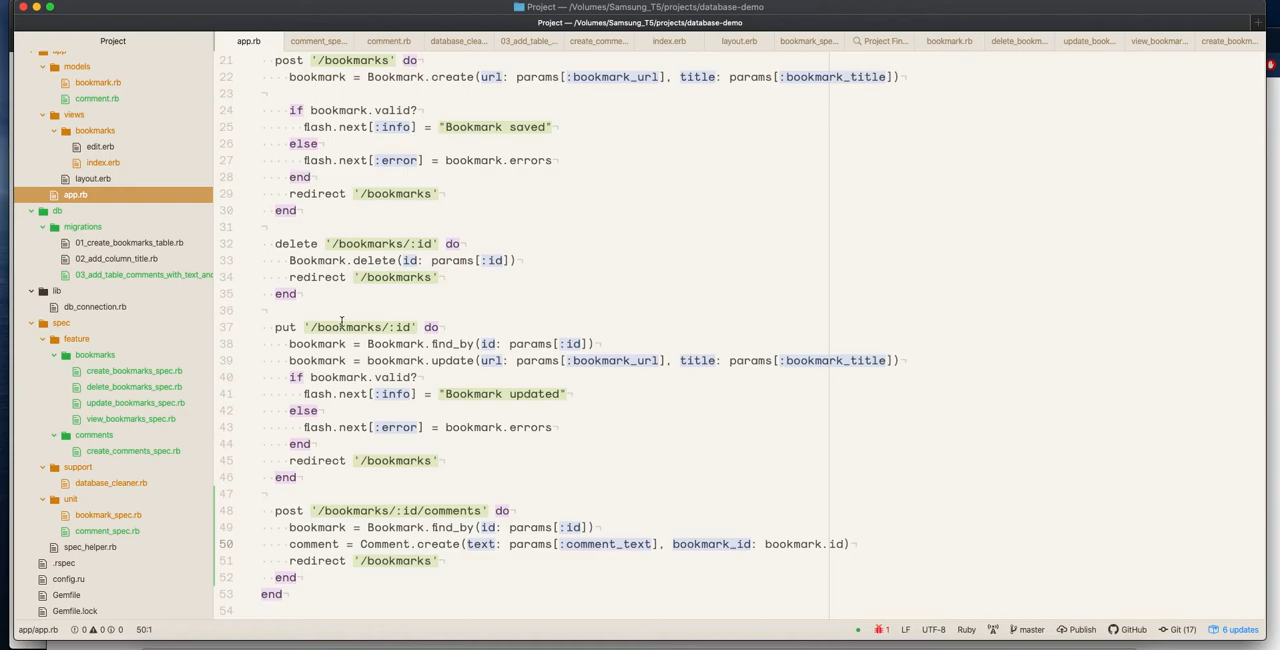 Project — /Volumes/Samsung_T5/projects/database-demo
Project — /Volumes/Samsung_T5/projects/database-demo
Project
app.rb
comment_spe...
comment.rb
database_clea...
03_add_table_...
create_comme...
index.erb
layout.erb
bookmark_spe...
Project Fin...
bookmark.rb
delete_bookm...
update_book...
view_bookmar...
create_bookm...
app
models
bookmark.rb
comment.rb
views
bookmarks
edit.erb
index.erb
layout.erb
app.rb
db
migrations
01_create_bookmarks_table.rb
02_add_column_title.rb
03_add_table_comments_with_text_and
lib
db_connection.rb
spec
feature
bookmarks
create_bookmarks_spec.rb
delete_bookmarks_spec.rb
update_bookmarks_spec.rb
view_bookmarks_spec.rb
comments
create_comments_spec.rb
support
database_cleaner.rb
unit
bookmark_spec.rb
comment_spec.rb
spec_helper.rb
.rspec
config.ru
Gemfile
Gemfile.lock
21 post '/bookmarks' do
22 bookmark = Bookmark.create(url: params[:bookmark_url], title: params[:bookmark_title])
23
24 if bookmark.valid?
25 flash.next[:info] = "Bookmark saved"
26 else
27 flash.next[:error] = bookmark.errors
28 end
29 redirect '/bookmarks'
30 end
31
32 delete '/bookmarks/:id' do
33 Bookmark.delete(id: params[:id])
34 redirect '/bookmarks'
35 end
36
37 put '/bookmarks/:id' do
38 bookmark = Bookmark.find_by(id: params[:id])
39 bookmark = bookmark.update(url: params[:bookmark_url], title: params[:bookmark_title])
40 if bookmark.valid?
41 flash.next[:info] = "Bookmark updated"
42 else
43 flash.next[:error] = bookmark.errors
44 end
45 redirect '/bookmarks'
46 end
47
48 post '/bookmarks/:id/comments' do
49 bookmark = Bookmark.find_by(id: params[:id])
50 comment = Comment.create(text: params[:comment_text], bookmark_id: bookmark.id)
51 redirect '/bookmarks'
52 end
53 end
54
app/app.rb 0 0 0 50:1
1 LF UTF-8 Ruby master Publish GitHub Git (17) 6 updates